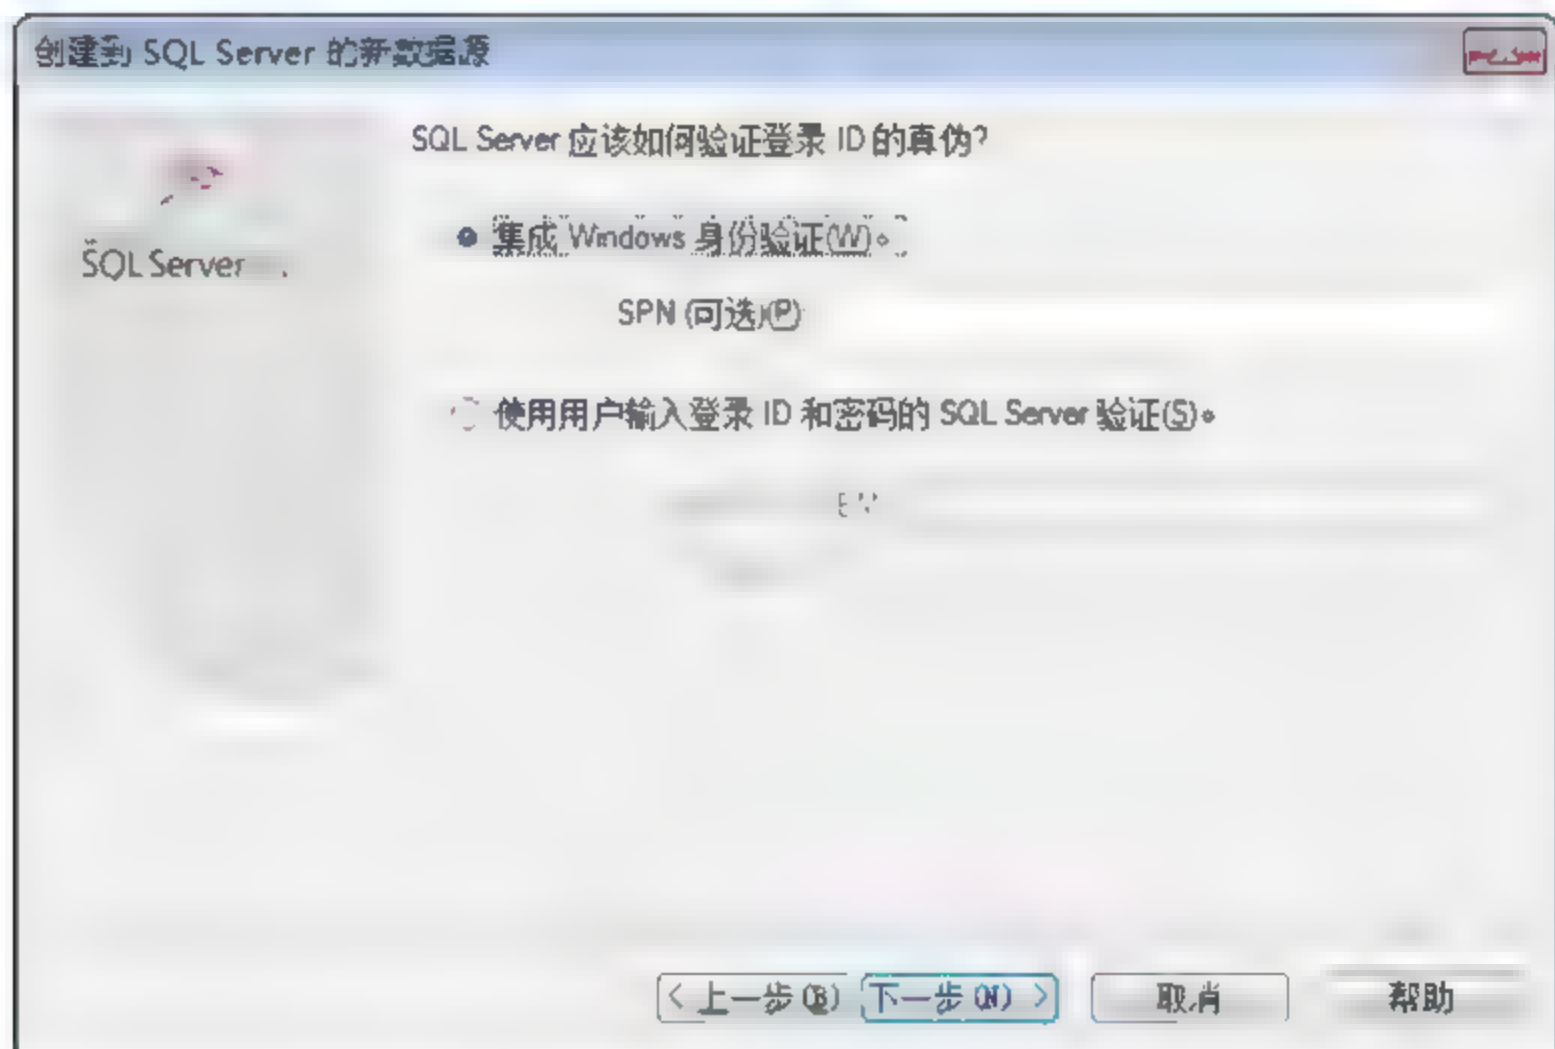 创建到 SQL Server 的新数据源
SQL Server 应该如何验证登录 ID 的真伪?
SQL Server
集成 Windows 身份验证(W)。
SPN (可选)(P)
使用用户输入登录 ID 和密码的 SQL Server 验证(S)。
< 上一步(B) 下一步(N) > 取消 帮助